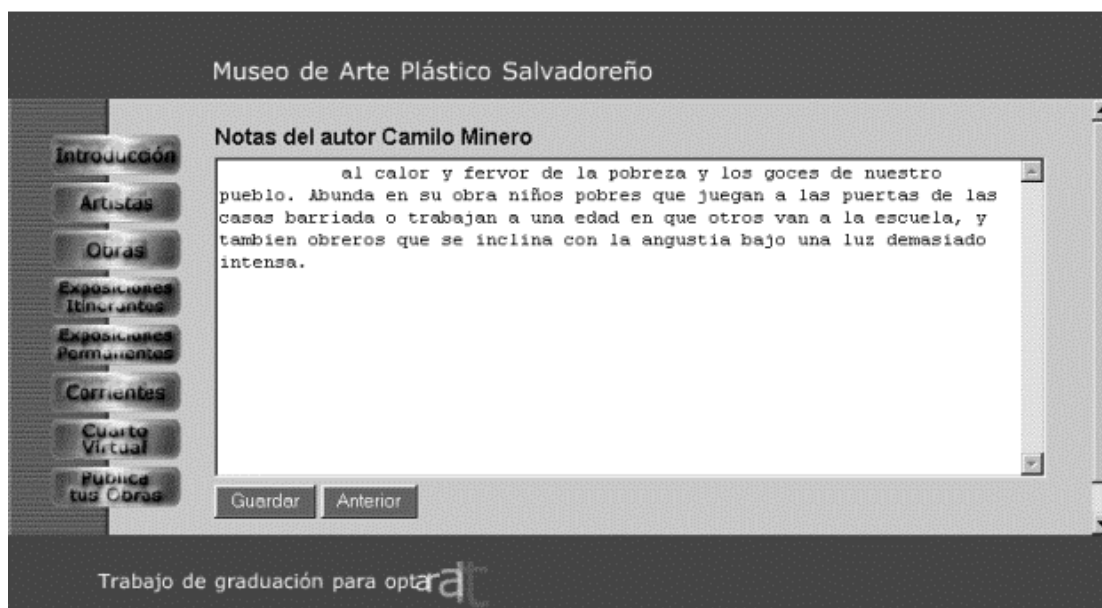 Museo de Arte Plástico Salvadoreño
Notas del autor Camilo Minero
al calor y fervor de la pobreza y los goces de nuestro
pueblo. Abunda en su obra niños pobres que juegan a las puertas de las
casas barriada o trabajan a una edad en que otros van a la escuela, y
tambien obreros que se inclina con la angustia bajo una luz demasiado
intensa.
Introducción
Artistas
Obras
Exposiciones
Itinerantes
Exposiciones
Permanentes
Corrientes
Cuarto
Virtual
Publica
tus Obras
Guardar Anterior
Trabajo de graduación para optar